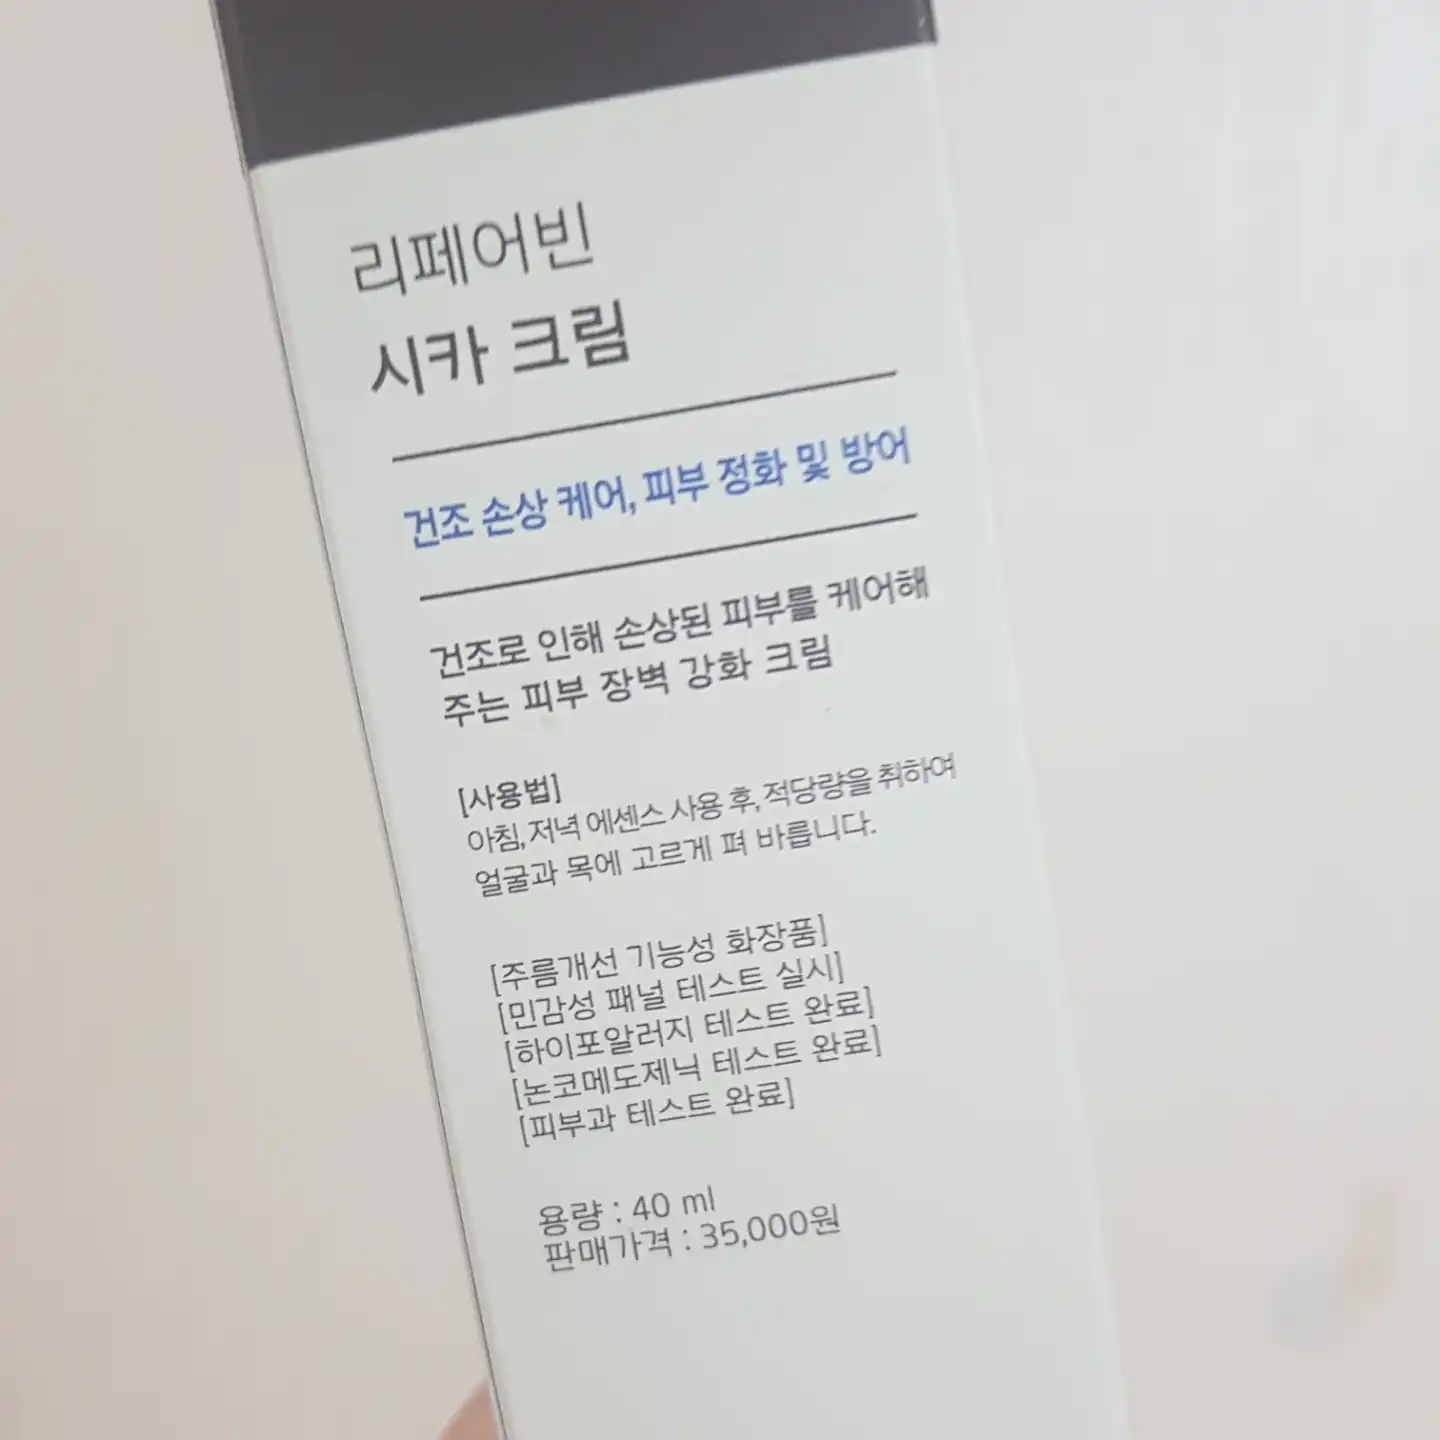 리페어빈
시카 크림
건조 손상 케어, 피부 정화 및 방어
건조로 인해 손상된 피부를 케어해
주는 피부 장벽 강화 크림
[사용법]
아침, 저녁 에센스 사용 후, 적당량을 취하여
얼굴과 목에 고르게 펴 바릅니다.
[주름개선 기능성 화장품]
[민감성 패널 테스트 실시]
[하이포알러지 테스트 완료]
[논코메도제닉 테스트 완료]
[피부과 테스트 완료]
용량 : 40 ml
판매가격 : 35,000원